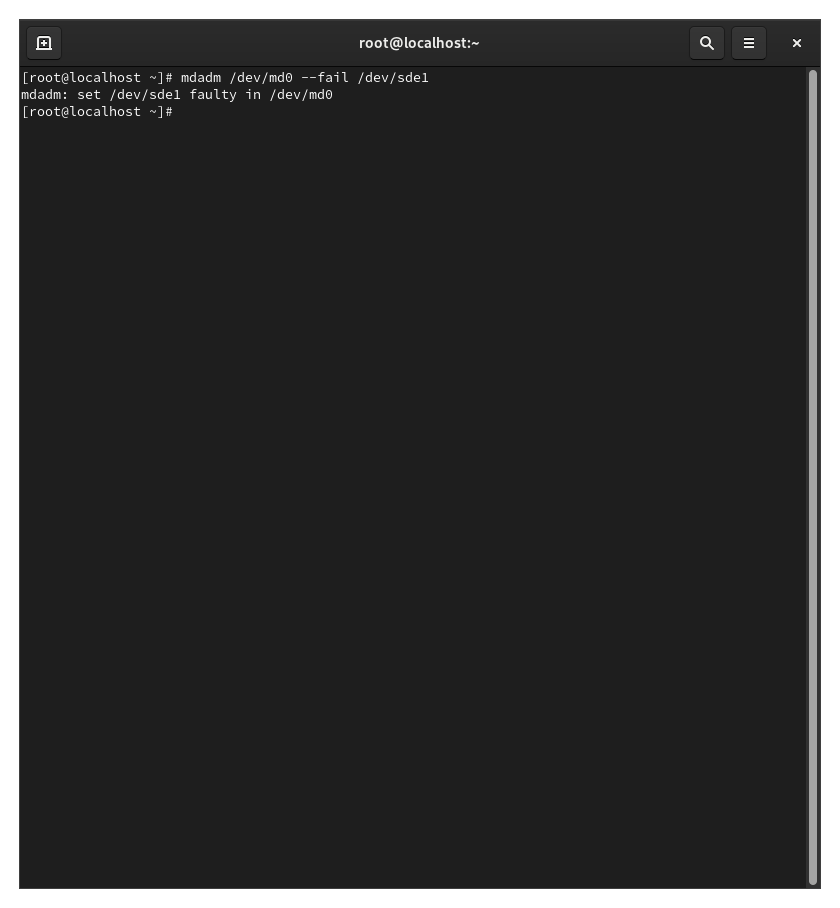 root@localhost:~
[root@localhost ~]# mdadm /dev/md0 --fail /dev/sde1
mdadm: set /dev/sde1 faulty in /dev/md0
[root@localhost ~]#